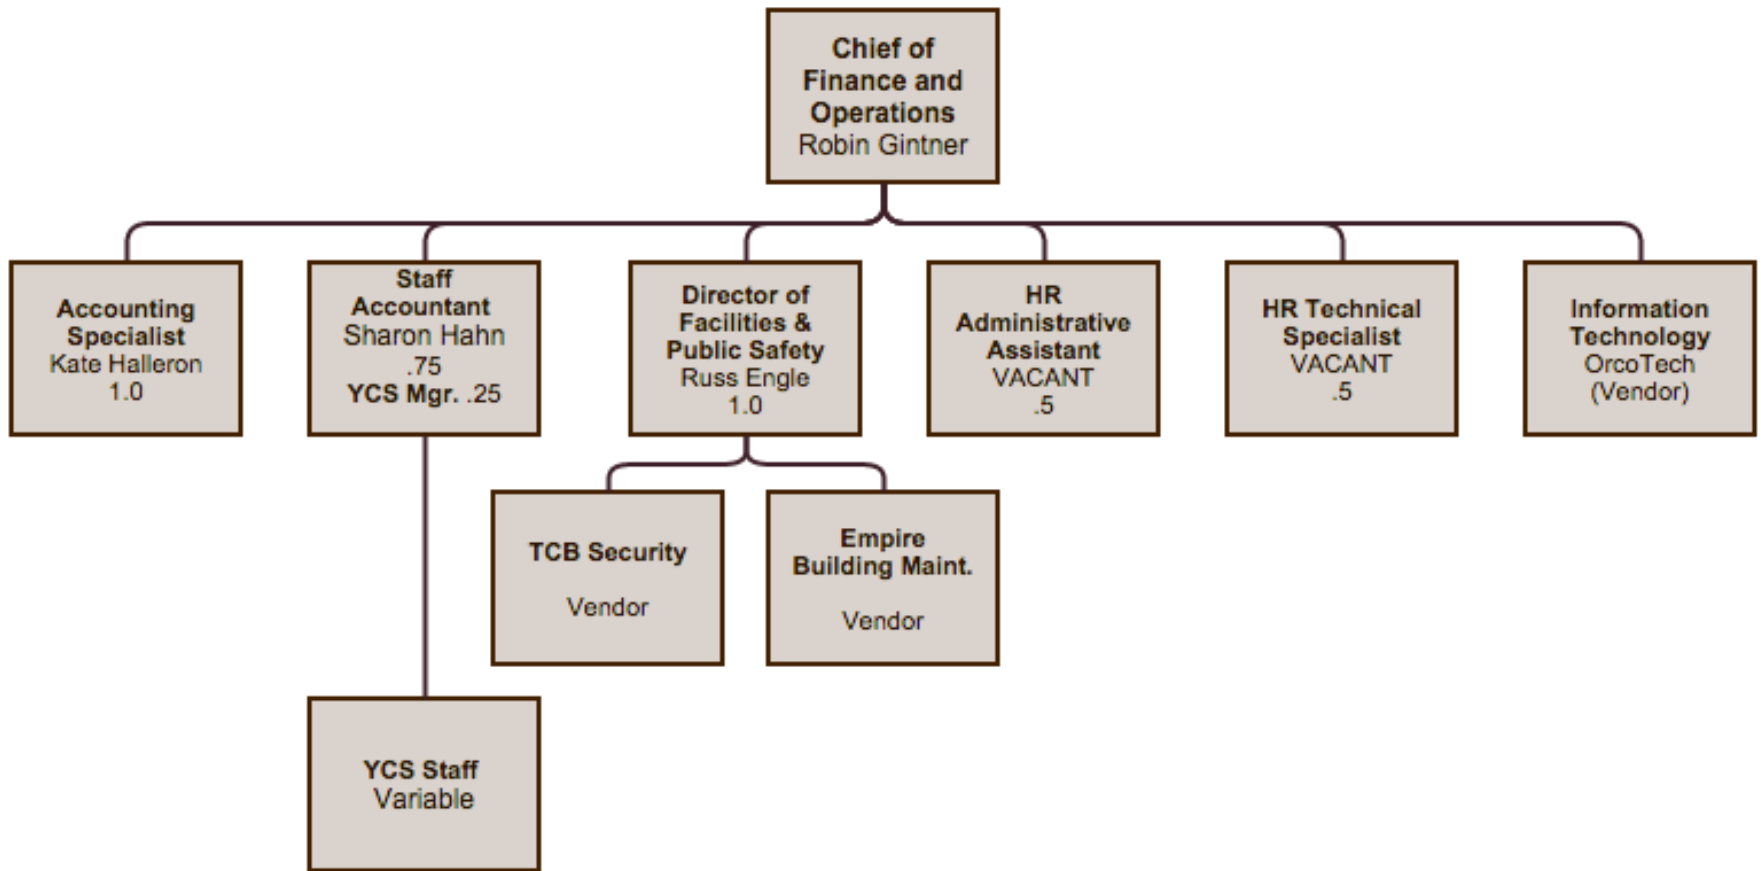 Chief of
Finance and
Operations
Robin Gintner
Accounting
Specialist
Kate Halleron
1.0
Staff
Accountant
Sharon Hahn
.75
YCS Mgr. .25
Director of
Facilities &
Public Safety
Russ Engle
1.0
HR
Administrative
Assistant
VACANT
.5
HR Technical
Specialist
VACANT
.5
Information
Technology
OrcoTech
(Vendor)
TCB Security
Vendor
Empire
Building Maint.
Vendor
YCS Staff
Variable